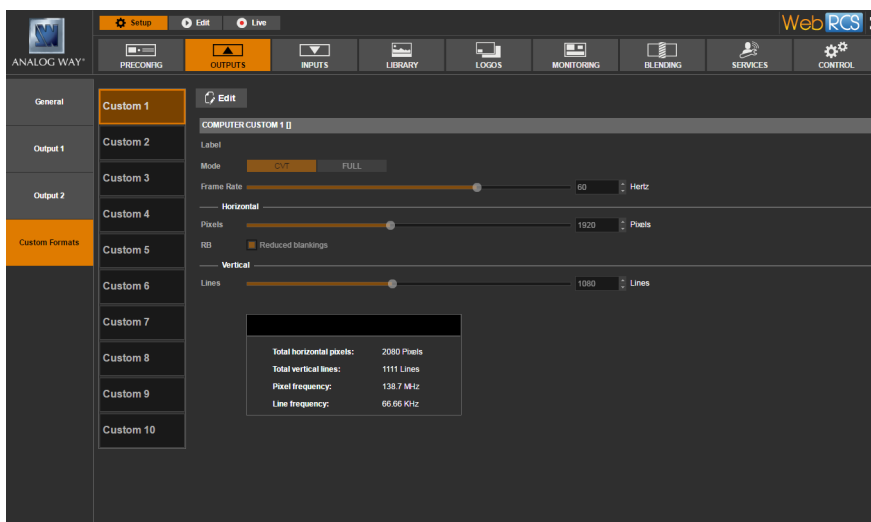 Setup Edit Live Web RCS
ANALOG WAY®
PRECONFIG OUTPUTS INPUTS LIBRARY LOGOS MONITORING BLENDING SERVICES CONTROL
General
Output 1
Output 2
Custom Formats
Custom 1
Custom 2
Custom 3
Custom 4
Custom 5
Custom 6
Custom 7
Custom 8
Custom 9
Custom 10
Edit
COMPUTER CUSTOM 1 []
Label
Mode CVT FULL
Frame Rate 60 Hertz
Horizontal
Pixels 1920 Pixels
RB Reduced blankings
Vertical
Lines 1080 Lines
Total horizontal pixels: 2080 Pixels
Total vertical lines: 1111 Lines
Pixel frequency: 138.7 MHz
Line frequency: 66.66 KHz